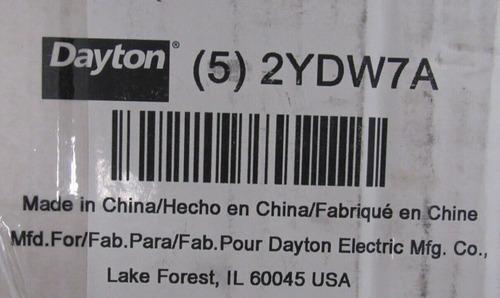 Dayton® (5) 2YDW7A
Made in China/Hecho en China/Fabriqué en Chine
Mfd.For/Fab.Para/Fab.Pour Dayton Electric Mfg. Co.,
Lake Forest, IL 60045 USA